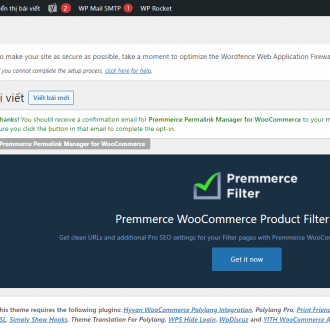 ển thị bài viết 2 WP Mail SMTP 1 WP Rocket
o make your site as secure as possible, take a moment to optimize the Wordfence Web Application Firewa
you cannot complete the setup process, click here for help.
i viết Viết bài mới
hanks! You should receive a confirmation email for Premmerce Permalink Manager for WooCommerce to your m
ure you click the button in that email to complete the opt-in.
Premmerce Permalink Manager for WooCommerce
Premmerce
Filter
Premmerce WooCommerce Product Filter
Get clean URLs and additional Pro SEO settings for your Filter pages with Premmerce WooCom
Get it now
his theme requires the following plugins: Hyyan WooCommerce Polylang Integration, Polylang Pro, Print Friend
SL, Simply Show Hooks, Theme Translation For Polylang, WPS Hide Login, WpDiscuz and YITH WooCommerce A